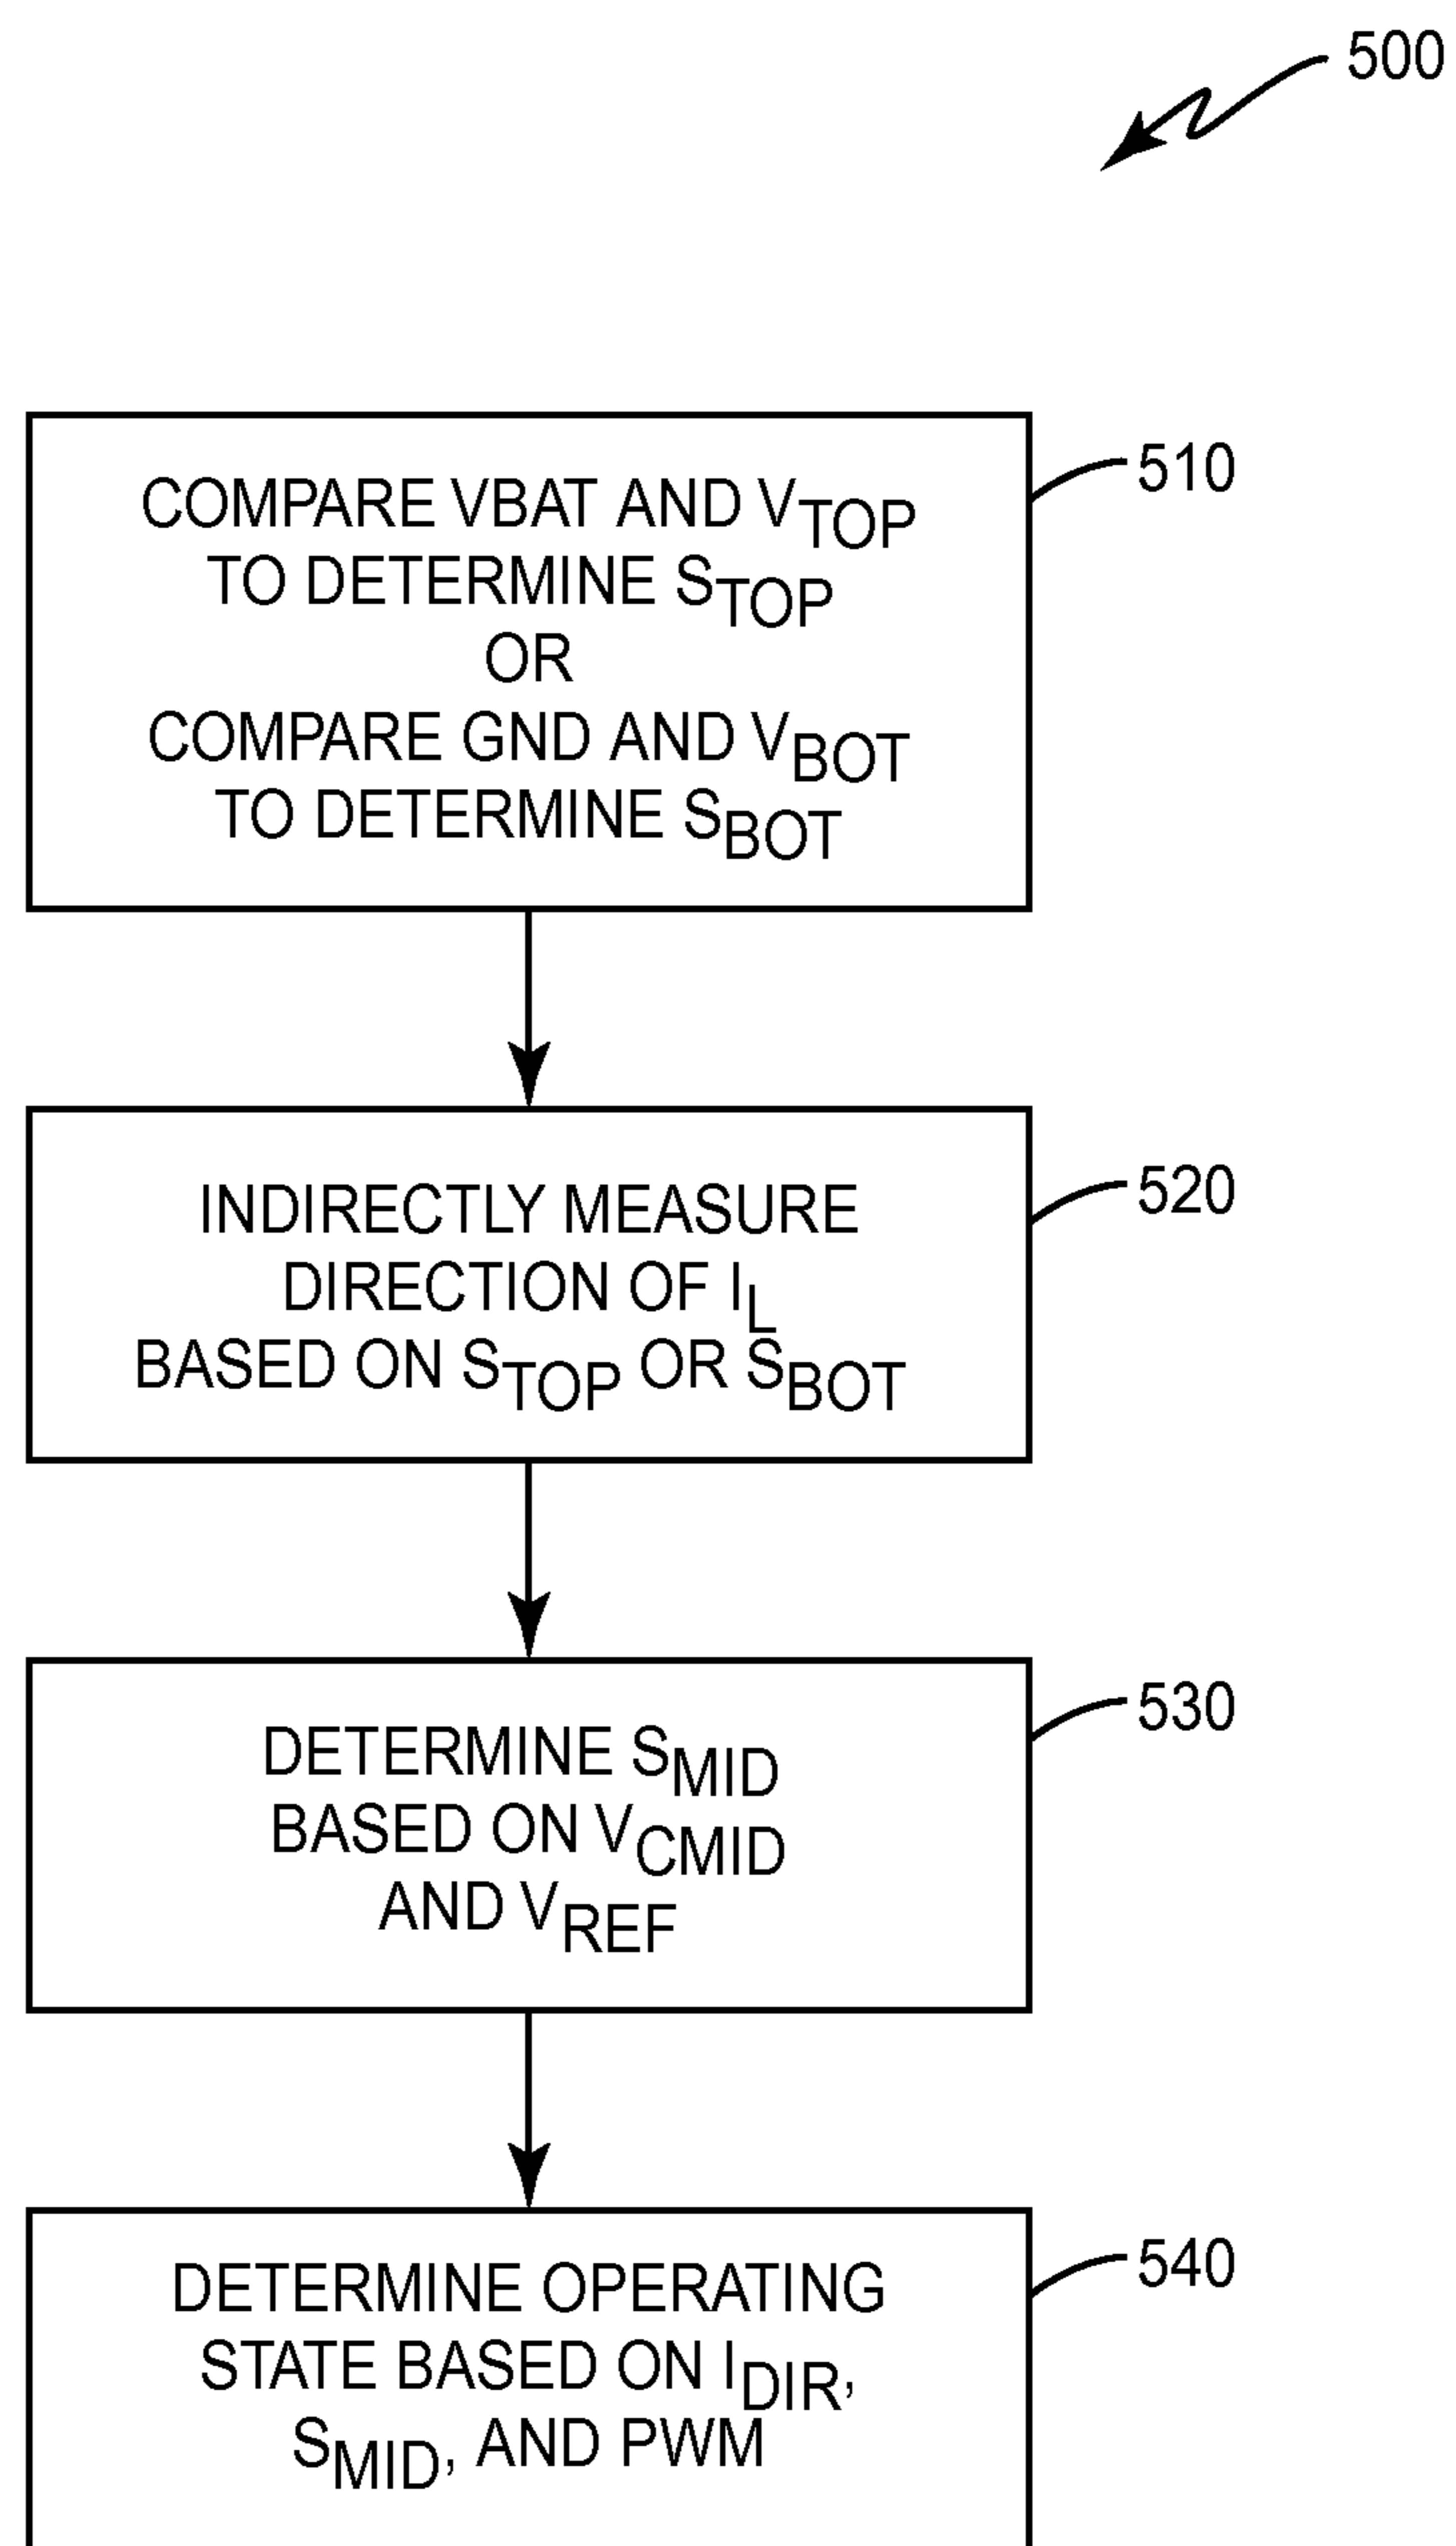 500
COMPARE VBAT AND VTOP
TO DETERMINE STOP
OR
COMPARE GND AND VBOT
TO DETERMINE SBOT
510
INDIRECTLY MEASURE
DIRECTION OF IL
BASED ON STOP OR SBOT
520
DETERMINE SMID
BASED ON VCMID
AND VREF
530
DETERMINE OPERATING
STATE BASED ON IDIR,
SMID, AND PWM
540